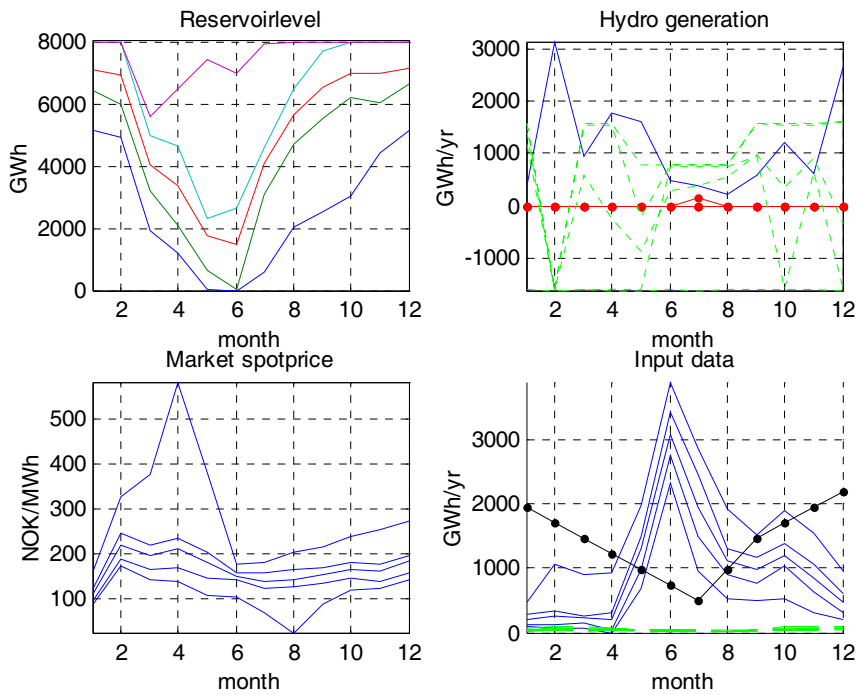 Reservoirlevel
8000
6000
4000
2000
0
GWh
2 4 6 8 10 12
month
Hydro generation
3000
2000
1000
0
-1000
GWh/yr
2 4 6 8 10 12
month
Market spotprice
500
400
300
200
100
NOK/MWh
2 4 6 8 10 12
month
Input data
3000
2000
1000
0
GWh/yr
2 4 6 8 10 12
month